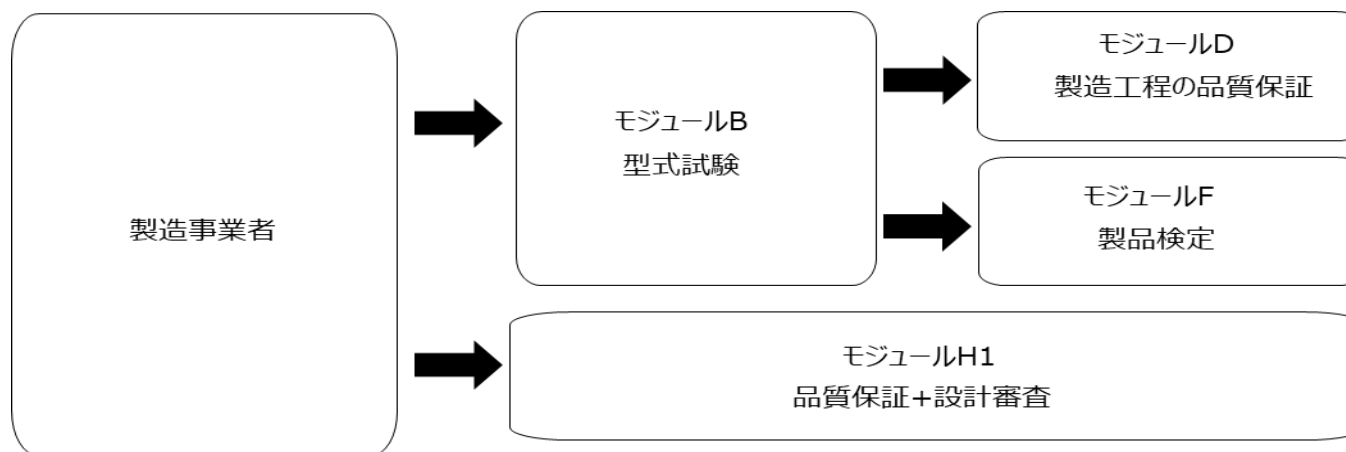 製造事業者
モジュールB
型式試験
モジュールD
製造工程の品質保証
モジュールF
製品検定
モジュールH1
品質保証+設計審査